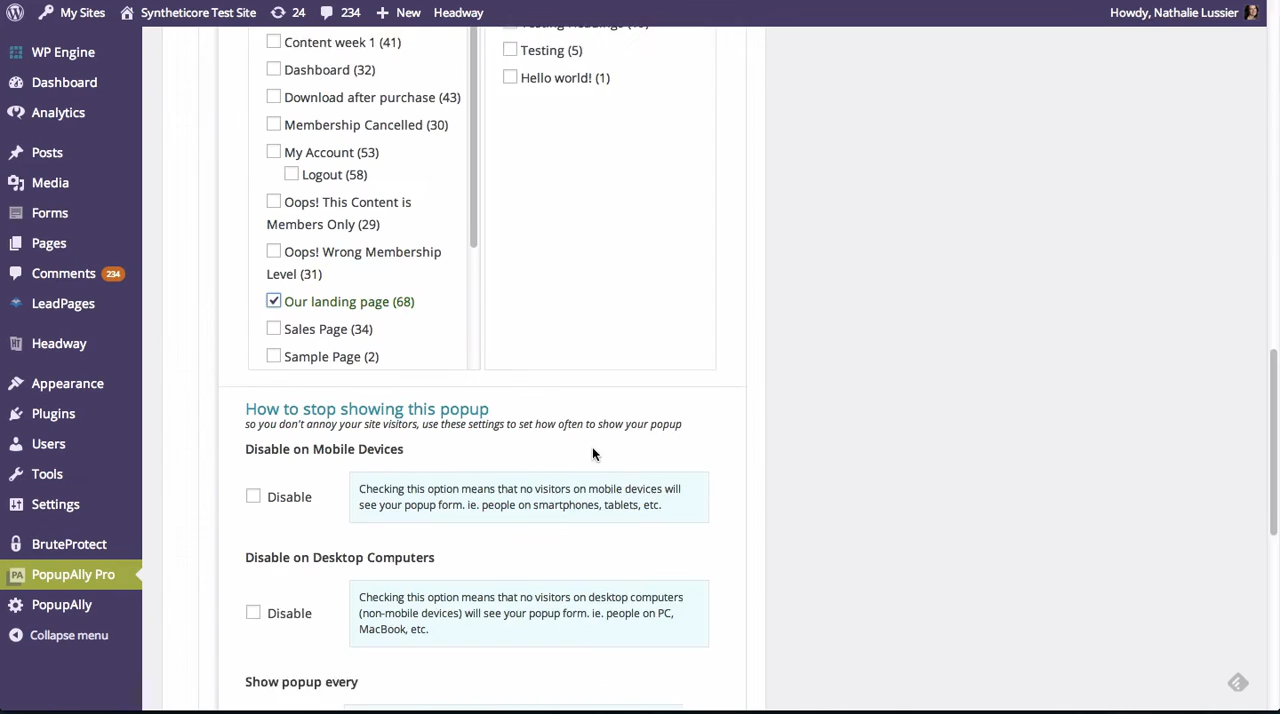 My Sites
Syntheticore Test Site
24
234
New
Headway
Howdy, Nathalie Lussier
WP Engine
Dashboard
Analytics
Posts
Media
Forms
Pages
Comments 234
LeadPages
Headway
Appearance
Plugins
Users
Tools
Settings
BruteProtect
PA PopupAlly Pro
PopupAlly
Collapse menu
Content week 1 (41)
Dashboard (32)
Download after purchase (43)
Membership Cancelled (30)
My Account (53)
Logout (58)
Oops! This Content is
Members Only (29)
Oops! Wrong Membership
Level (31)
Our landing page (68)
Sales Page (34)
Sample Page (2)
Testing (5)
Hello world! (1)
How to stop showing this popup
so you don't annoy your site visitors, use these settings to set how often to show your popup
Disable on Mobile Devices
Disable
Checking this option means that no visitors on mobile devices will
see your popup form. ie. people on smartphones, tablets, etc.
Disable on Desktop Computers
Disable
Checking this option means that no visitors on desktop computers
(non-mobile devices) will see your popup form. ie. people on PC,
MacBook, etc.
Show popup every